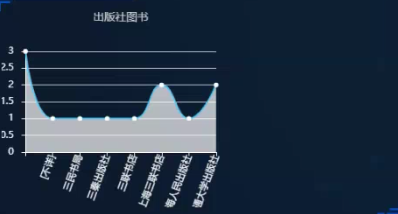 出版社图书
3
2.5
2
1.5
1
0.5
0
[不详]
三民书局
三秦出版社
三联书店
上海三联书店
人民出版社
大学出版社